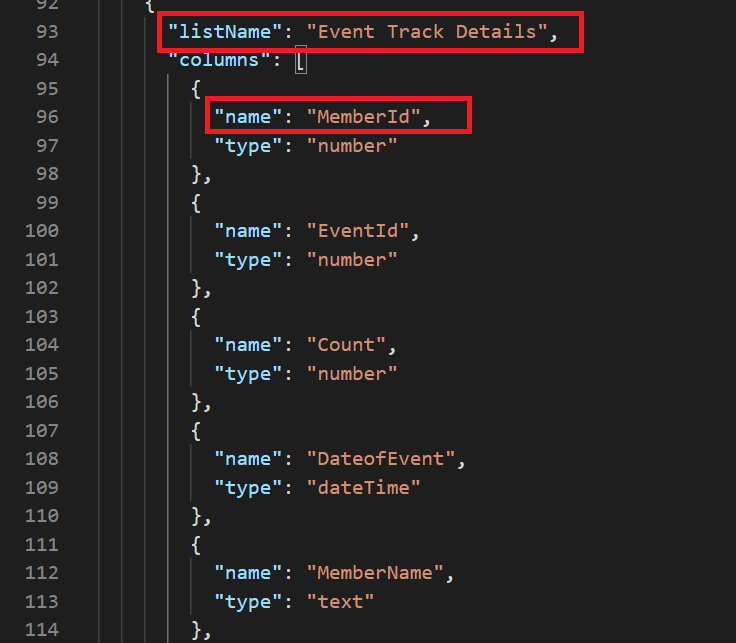 92 {
93 "listName": "Event Track Details",
94 "columns": [
95 {
96 "name": "MemberId",
97 "type": "number"
98 },
99 {
100 "name": "EventId",
101 "type": "number"
102 },
103 {
104 "name": "Count",
105 "type": "number"
106 },
107 {
108 "name": "DateofEvent",
109 "type": "dateTime"
110 },
111 {
112 "name": "MemberName",
113 "type": "text"
114 },